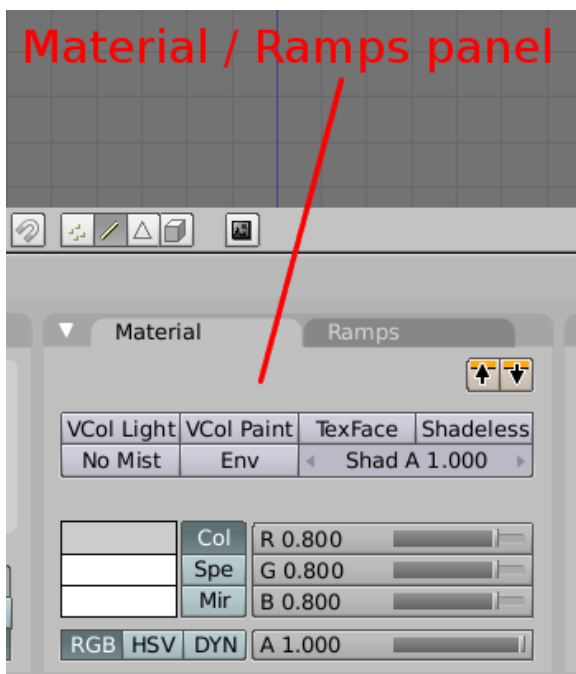 Material / Ramps panel
Material Ramps
VCol Light VCol Paint TexFace Shadeless
No Mist Env Shad A 1.000
Col R 0.800
Spe G 0.800
Mir B 0.800
RGB HSV DYN A 1.000